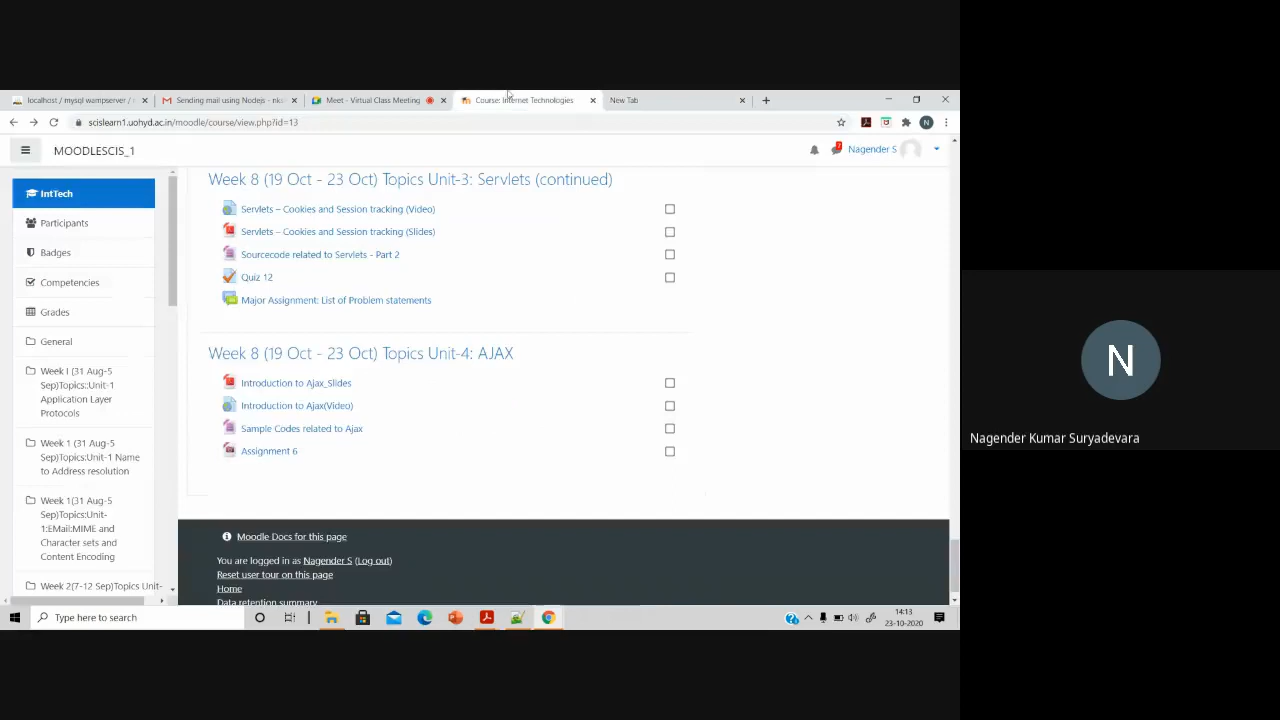 localhost / mysql wampserver /
Sending mail using Nodejs - nka
Meet - Virtual Class Meeting
Course: Internet Technologies
New Tab
scislearn1.uohyd.ac.in/moodle/course/view.php?id=13
N
MOODLESCIS_1
Nagender S
IntTech
Participants
Badges
Competencies
Grades
General
Week I (31 Aug-5
Sep)Topics::Unit-1
Application Layer
Protocols
Week 1 (31 Aug-5
Sep)Topics:Unit-1 Name
to Address resolution
Week 1(31 Aug-5
Sep)Topics:Unit-
1:EMail:MIME and
Character sets and
Content Encoding
Week 2(7-12 Sep)Topics Unit-
Week 8 (19 Oct - 23 Oct) Topics Unit-3: Servlets (continued)
Servlets – Cookies and Session tracking (Video)
Servlets – Cookies and Session tracking (Slides)
Sourcecode related to Servlets - Part 2
Quiz 12
Major Assignment: List of Problem statements
Week 8 (19 Oct - 23 Oct) Topics Unit-4: AJAX
Introduction to Ajax_Slides
Introduction to Ajax(Video)
Sample Codes related to Ajax
Assignment 6
Moodle Docs for this page
You are logged in as Nagender S (Log out)
Reset user tour on this page
Home
Data retention summary
Type here to search
14:13
23-10-2020
N
Nagender Kumar Suryadevara